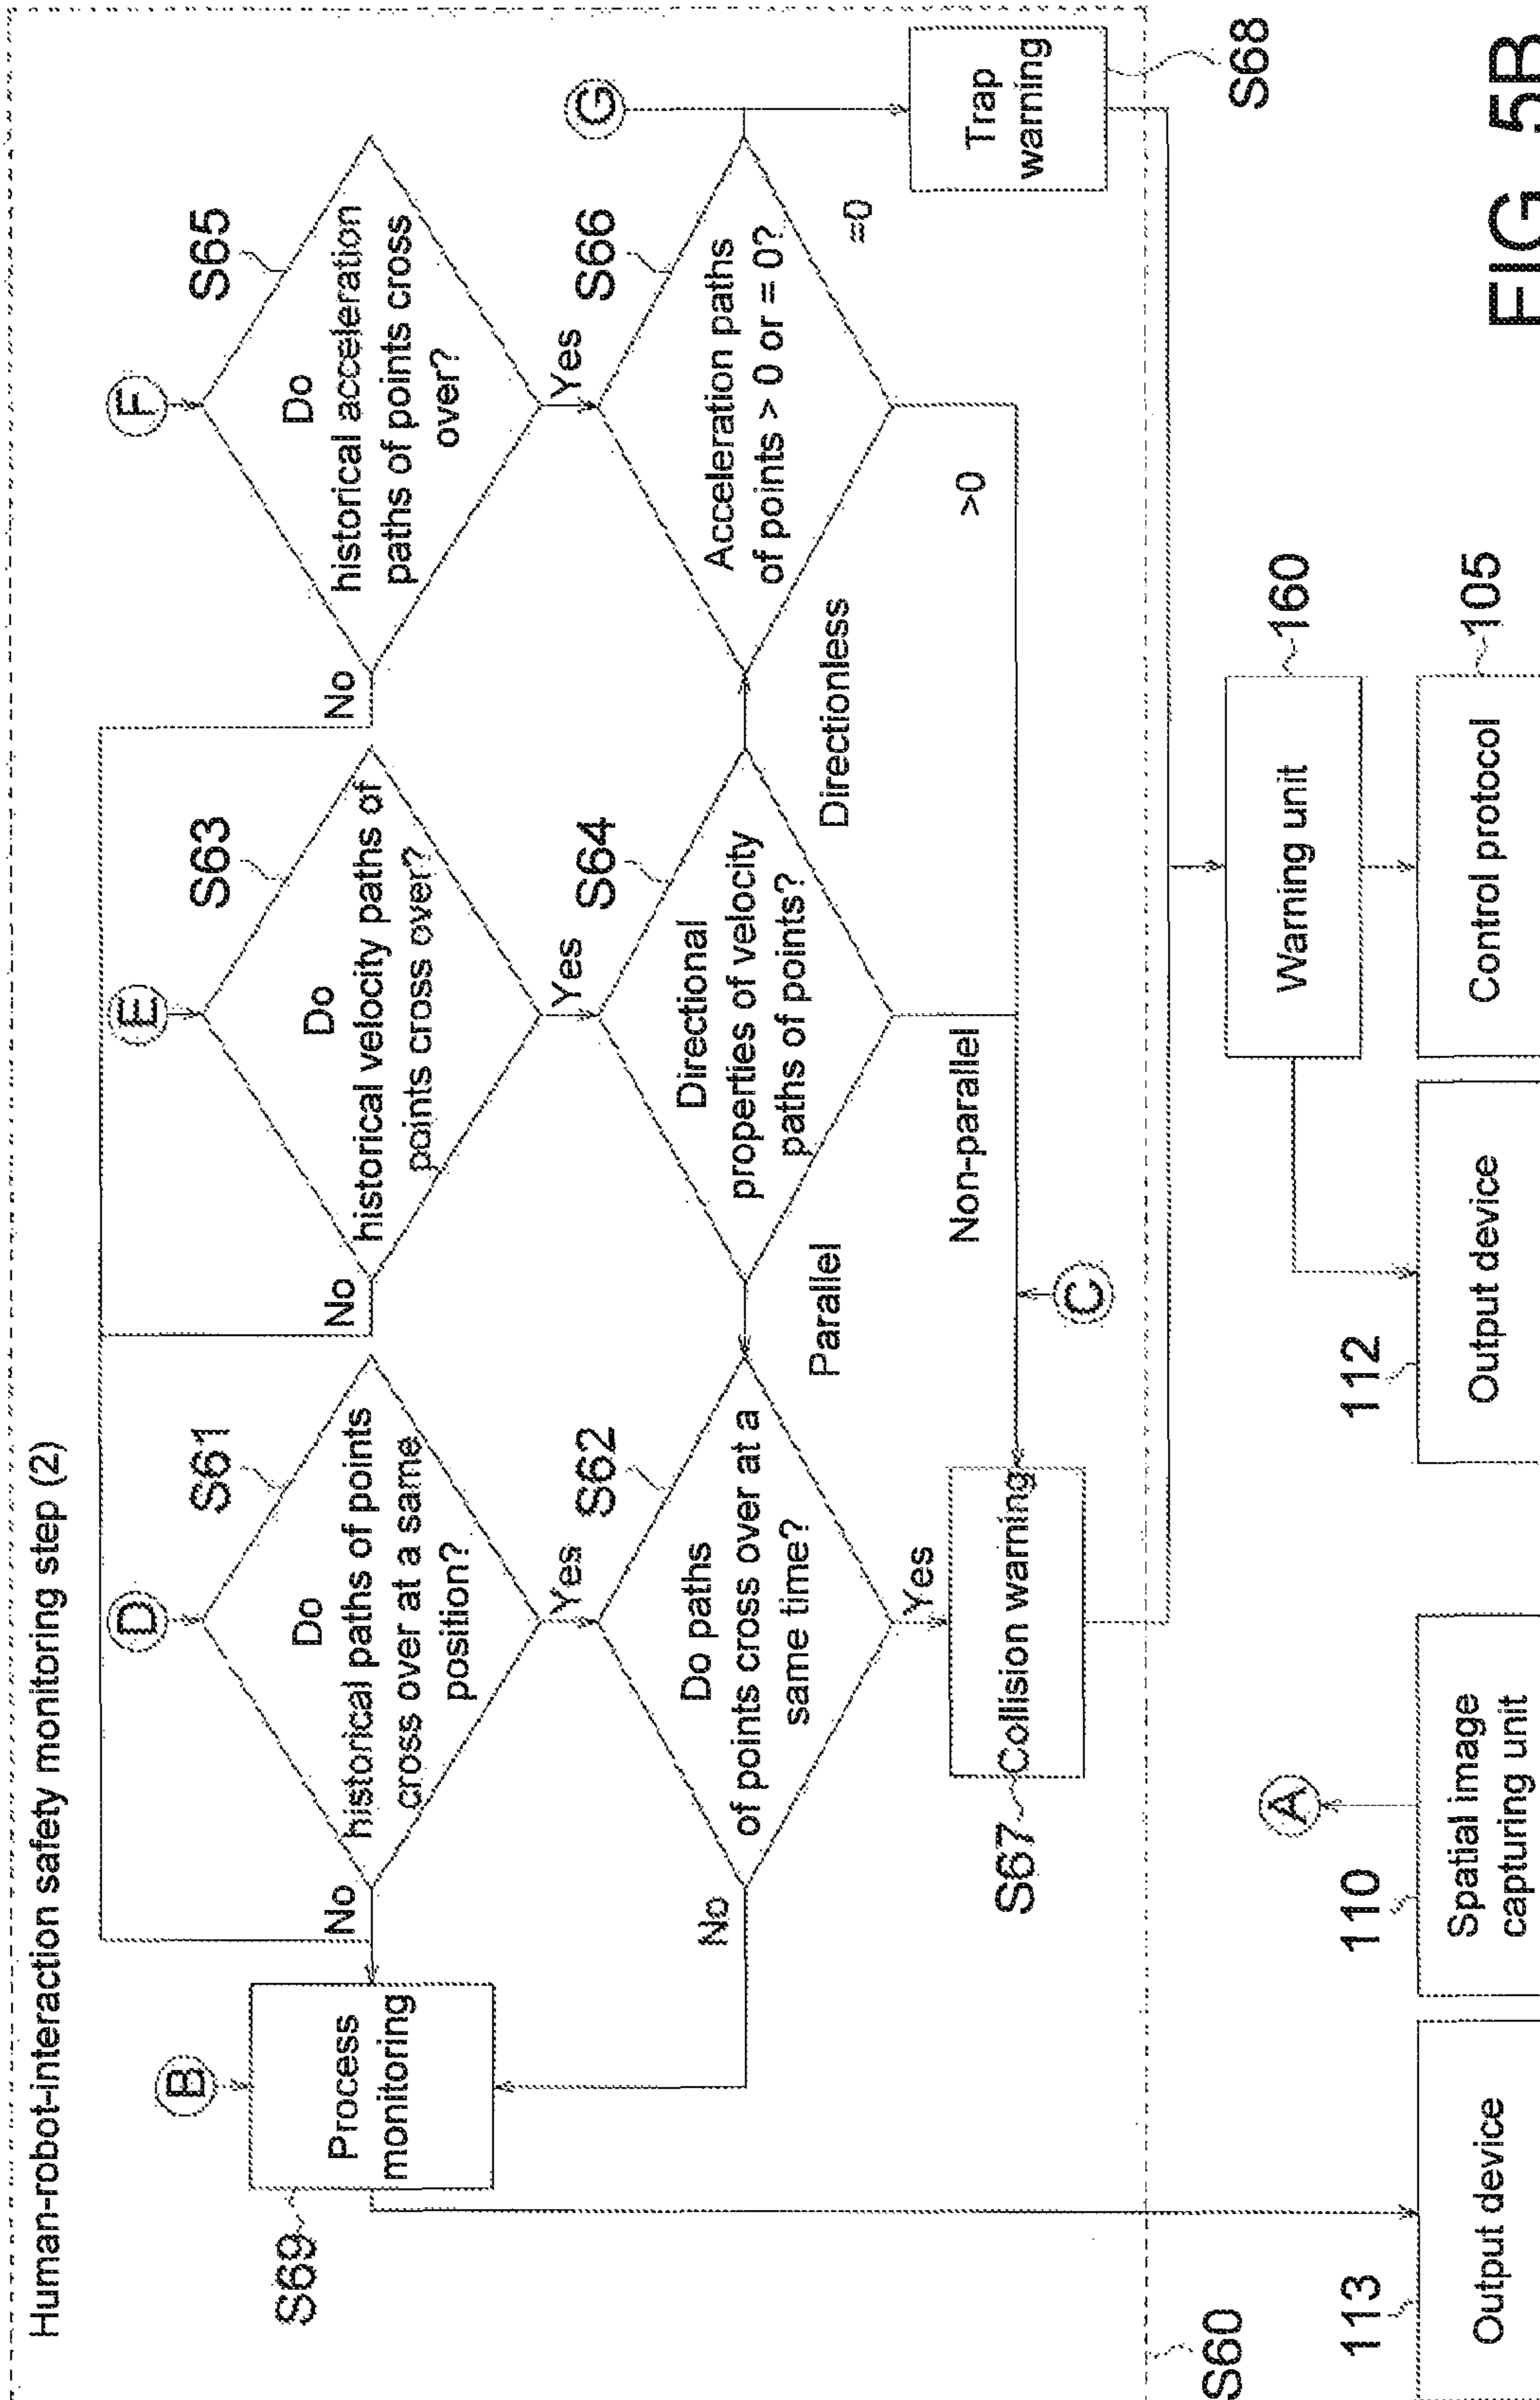 Human-robot-interaction safety monitoring step (2)
B
D
E
F
S69
Process
monitoring
No
S61
Do
historical paths of points
cross over at a same
position?
No
S63
Do
historical velocity paths of
points cross over?
No
S65
Do
historical acceleration
paths of points cross
over?
Yes
Yes
Yes
G
No
S62
Do paths
of points cross over at a
same time?
Parallel
S64
Directional
properties of velocity
paths of points?
Directionless
S66
Acceleration paths
of points > 0 or = 0?
=0
Yes
Non-parallel
>0
S67
Collision warning
C
Trap
warning
S68
S60
A
Warning unit
160
113
Output device
110
Spatial image
capturing unit
112
Output device
Control protocol
105
FIG. 5B